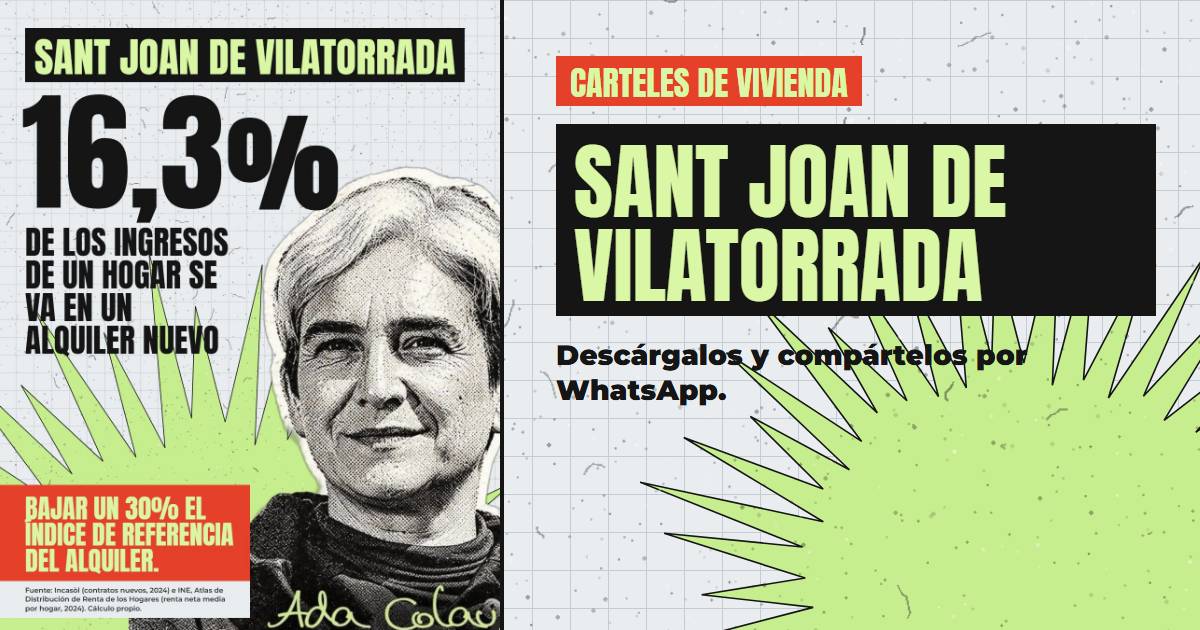 SANT JOAN DE VILATORRADA
16,3%
DE LOS INGRESOS
DE UN HOGAR SE
VA EN UN
ALQUILER NUEVO
BAJAR UN 30% EL
ÍNDICE DE REFERENCIA
DEL ALQUILER.
Fuente: Incasòl (contratos nuevos, 2024) e INE, Atlas de
Distribución de Renta de los Hogares (renta neta media
por hogar, 2024). Cálculo propio.
Ada Colau
CARTELES DE VIVIENDA
SANT JOAN DE
VILATORRADA
Descárgalos y compártelos por
WhatsApp.